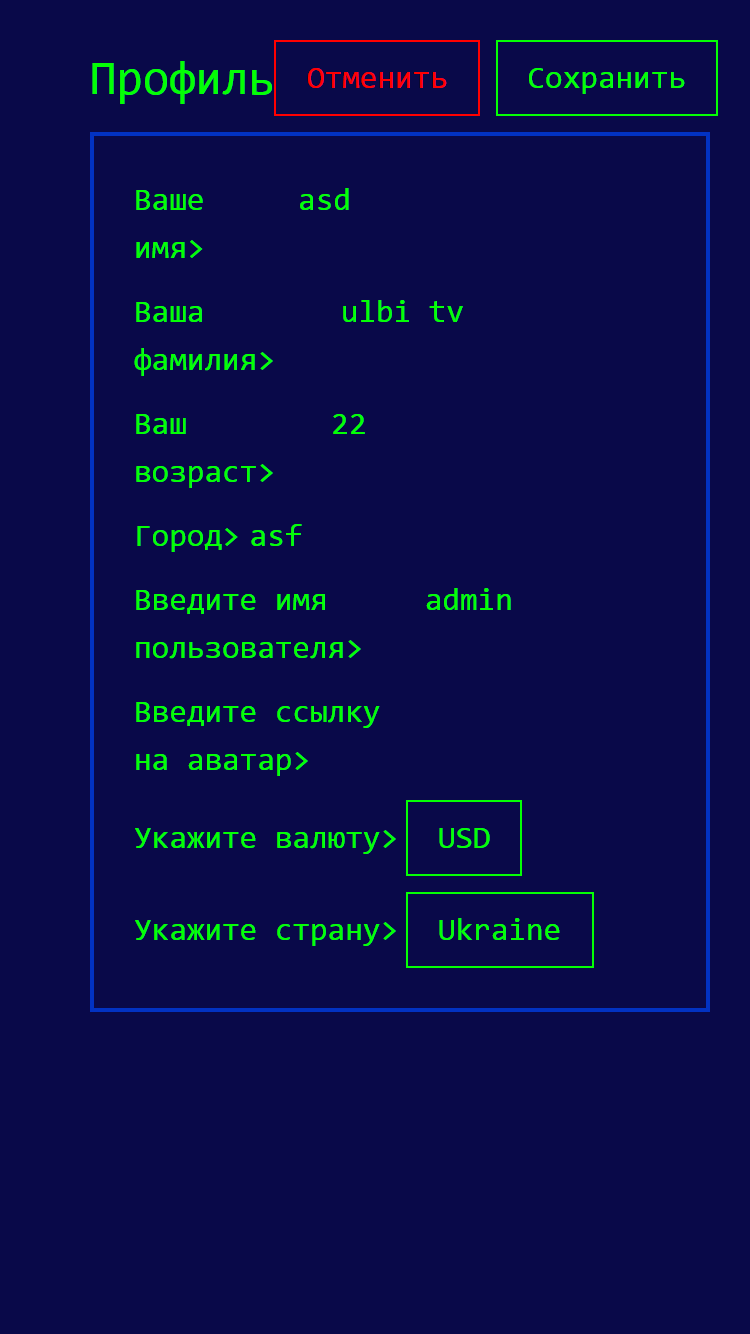 Профиль Отменить Сохранить
Ваше asd
имя>
Ваша ulbi tv
фамилия>
Ваш 22
возраст>
Город> asf
Введите имя admin
пользователя>
Введите ссылку
на аватар>
Укажите валюту> USD
Укажите страну> Ukraine